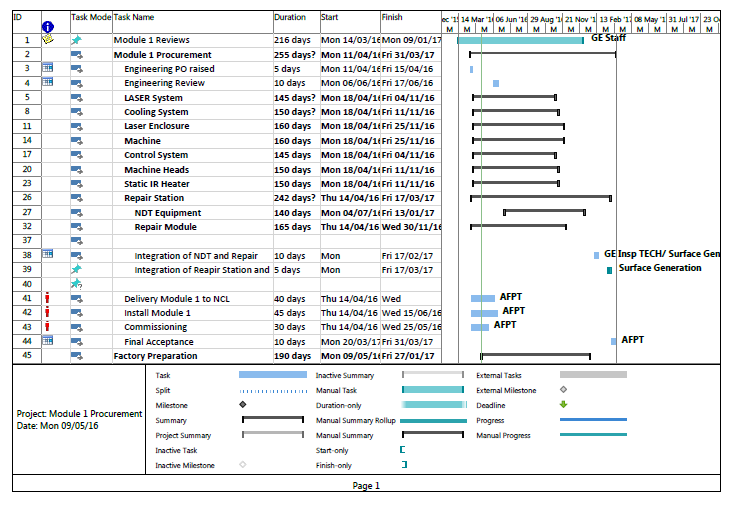 ID Task Mode Task Name Duration Start Finish ec '15 14 Mar '16 06 Jun '16 29 Aug '16 21 Nov '16 13 Feb '17 08 May '17 31 Jul '17 23 O
M M M M M M M M M
1 Module 1 Reviews 216 days Mon 14/03/16 Mon 09/01/17 GE Staff
2 Module 1 Procurement 255 days? Mon 11/04/16 Fri 31/03/17
3 Engineering PO raised 5 days Mon 11/04/16 Fri 15/04/16
4 Engineering Review 10 days Mon 06/06/16 Fri 17/06/16
5 LASER System 145 days? Mon 18/04/16 Fri 04/11/16
8 Cooling System 150 days? Mon 18/04/16 Fri 11/11/16
11 Laser Enclosure 160 days Mon 18/04/16 Fri 25/11/16
14 Machine 160 days Mon 18/04/16 Fri 25/11/16
17 Control System 145 days Mon 18/04/16 Fri 04/11/16
20 Machine Heads 150 days Mon 18/04/16 Fri 11/11/16
23 Static IR Heater 150 days Mon 18/04/16 Fri 11/11/16
26 Repair Station 242 days? Thu 14/04/16 Fri 17/03/17
27 NDT Equipment 140 days Mon 04/07/16 Fri 13/01/17
32 Repair Module 165 days Thu 14/04/16 Wed 30/11/16
37
38 Integration of NDT and Repair 10 days Mon Fri 17/02/17 GE Insp TECH/ Surface Gen
39 Integration of Reapir Station and 5 days Mon Fri 17/03/17 Surface Generation
40 ?
41 Delivery Module 1 to NCL 40 days Thu 14/04/16 Wed AFPT
42 Install Module 1 45 days Thu 14/04/16 Wed 15/06/16 AFPT
43 Commissioning 30 days Thu 14/04/16 Wed 25/05/16 AFPT
44 Final Acceptance 10 days Mon 20/03/17 Fri 31/03/17 AFPT
45 Factory Preparation 190 days Mon 09/05/16 Fri 27/01/17
Project: Module 1 Procurement
Date: Mon 09/05/16
Task Inactive Summary External Tasks
Split Manual Task External Milestone
Milestone Duration-only Deadline
Summary Manual Summary Rollup Progress
Project Summary Manual Summary Manual Progress
Inactive Task Start-only
Inactive Milestone Finish-only
Page 1